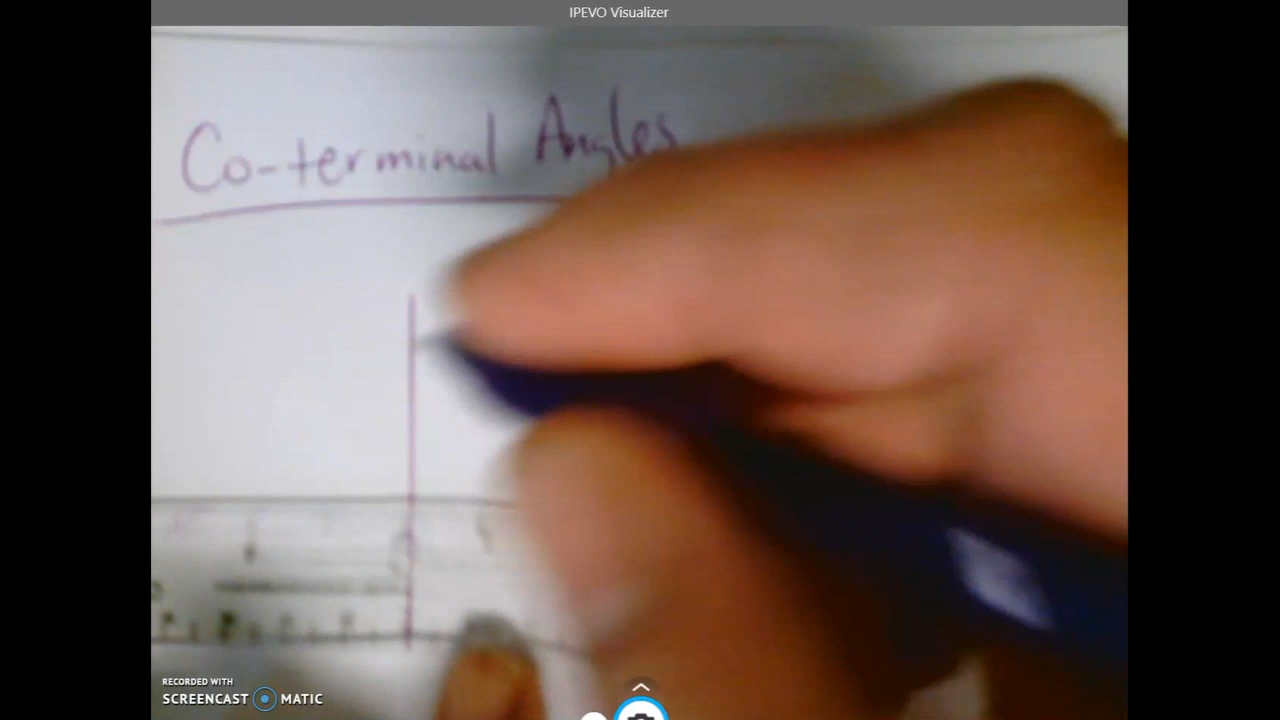 IPEVO Visualizer
Co-terminal Angles
RECORDED WITH
SCREENCAST MATIC